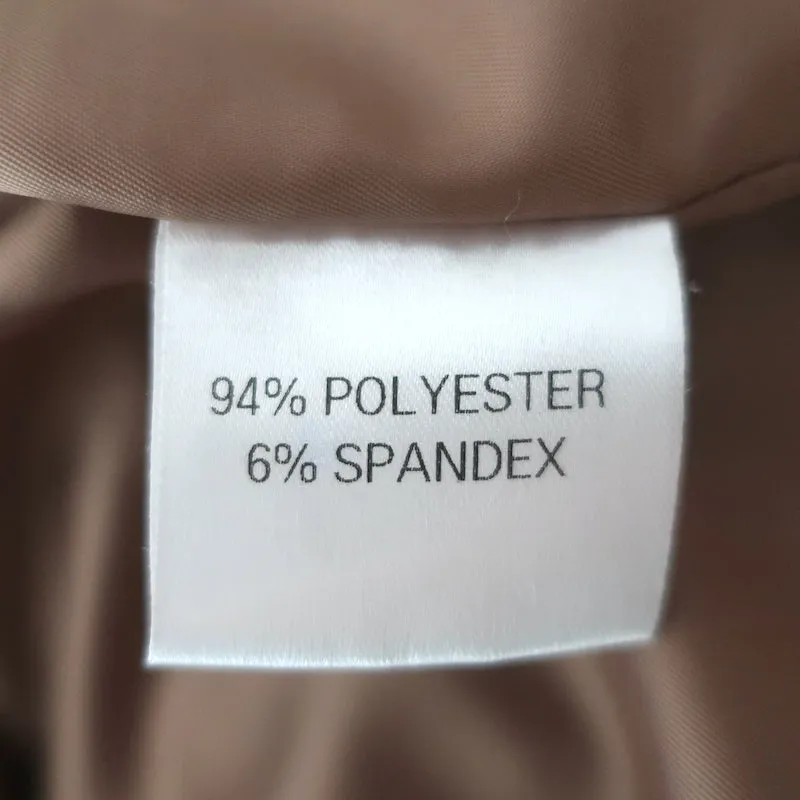 94% POLYESTER
6% SPANDEX